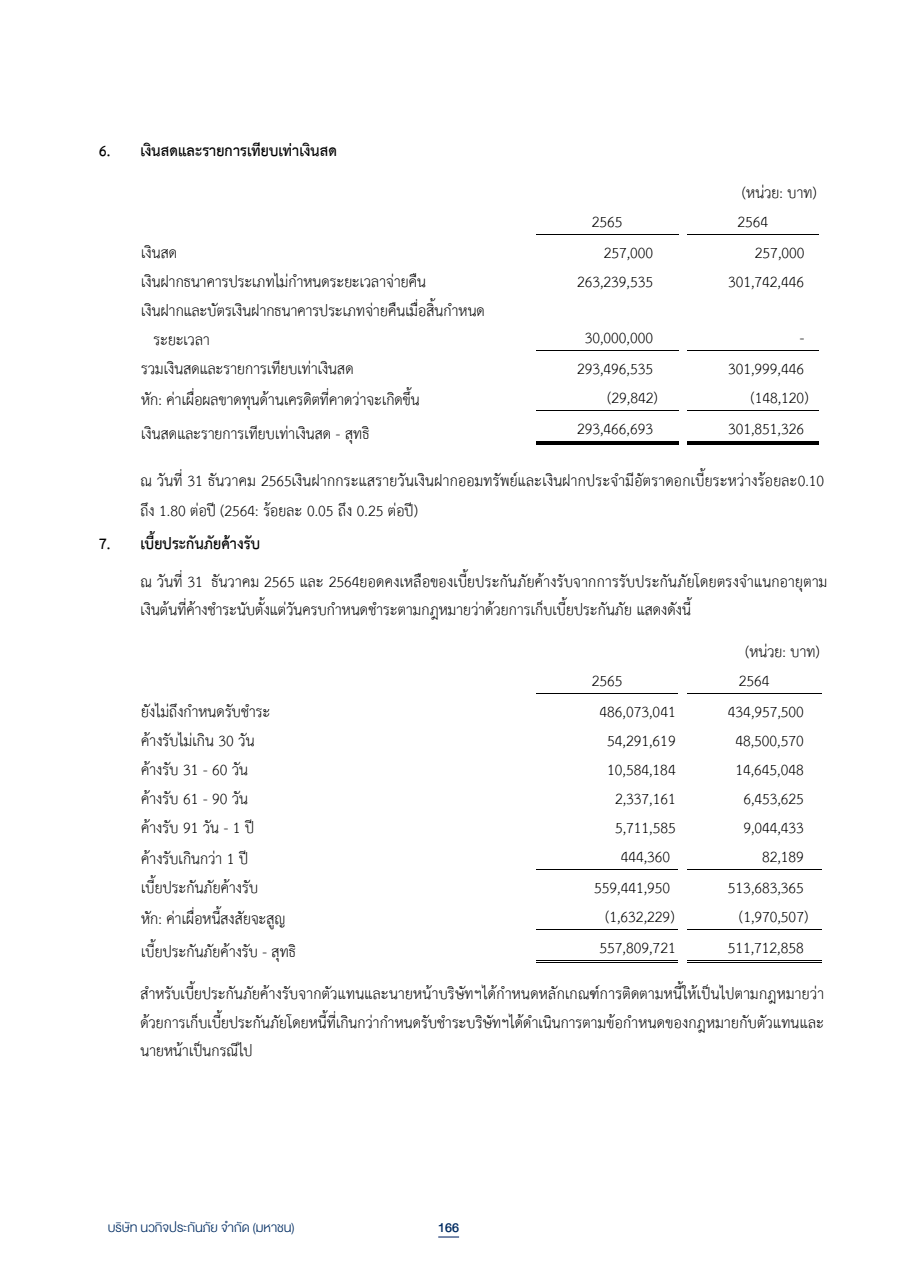 6. เงินสดและรายการเทียบเท่าเงินสด
(หน่วย: บาท)
2565 2564
เงินสด 257,000 257,000
เงินฝากธนาคารประเภทไม่กำหนดระยะเวลาจ่ายคืน 263,239,535 301,742,446
เงินฝากและบัตรเงินฝากธนาคารประเภทจ่ายคืนเมื่อสิ้นกำหนด
ระยะเวลา 30,000,000 -
รวมเงินสดและรายการเทียบเท่าเงินสด 293,496,535 301,999,446
หัก: ค่าเผื่อผลขาดทุนด้านเครดิตที่คาดว่าจะเกิดขึ้น (29,842) (148,120)
เงินสดและรายการเทียบเท่าเงินสด - สุทธิ 293,466,693 301,851,326
ณ วันที่ 31 ธันวาคม 2565เงินฝากกระแสรายวันเงินฝากออมทรัพย์และเงินฝากประจำมีอัตราดอกเบี้ยระหว่างร้อยละ0.10
ถึง 1.80 ต่อปี (2564: ร้อยละ 0.05 ถึง 0.25 ต่อปี)
7. เบี้ยประกันภัยค้างรับ
ณ วันที่ 31 ธันวาคม 2565 และ 2564ยอดคงเหลือของเบี้ยประกันภัยค้างรับจากการรับประกันภัยโดยตรงจำแนกอายุตาม
เงินต้นที่ค้างชำระนับตั้งแต่วันครบกำหนดชำระตามกฎหมายว่าด้วยการเก็บเบี้ยประกันภัย แสดงดังนี้
(หน่วย: บาท)
2565 2564
ยังไม่ถึงกำหนดรับชำระ 486,073,041 434,957,500
ค้างรับไม่เกิน 30 วัน 54,291,619 48,500,570
ค้างรับ 31 - 60 วัน 10,584,184 14,645,048
ค้างรับ 61 - 90 วัน 2,337,161 6,453,625
ค้างรับ 91 วัน - 1 ปี 5,711,585 9,044,433
ค้างรับเกินกว่า 1 ปี 444,360 82,189
เบี้ยประกันภัยค้างรับ 559,441,950 513,683,365
หัก: ค่าเผื่อหนี้สงสัยจะสูญ (1,632,229) (1,970,507)
เบี้ยประกันภัยค้างรับ - สุทธิ 557,809,721 511,712,858
สำหรับเบี้ยประกันภัยค้างรับจากตัวแทนและนายหน้าบริษัทฯได้กำหนดหลักเกณฑ์การติดตามหนี้ให้เป็นไปตามกฎหมายว่า
ด้วยการเก็บเบี้ยประกันภัยโดยหนี้ที่เกินกว่ากำหนดรับชำระบริษัทฯได้ดำเนินการตามข้อกำหนดของกฎหมายกับตัวแทนและ
นายหน้าเป็นกรณีไป
บริษัท นวกิจประกันภัย จำกัด (มหาชน) 166